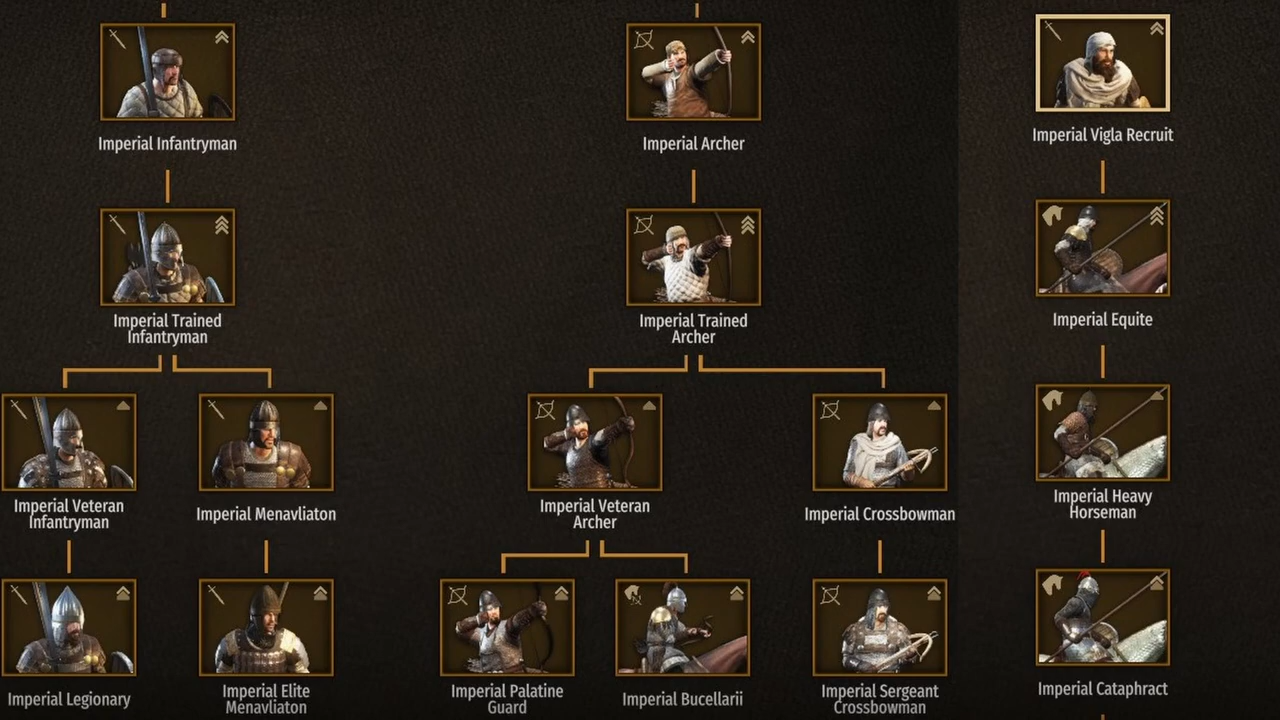 Imperial Infantryman
Imperial Archer
Imperial Vigla Recruit
Imperial Trained
Infantryman
Imperial Trained
Archer
Imperial Equite
Imperial Veteran
Infantryman
Imperial Menavliaton
Imperial Veteran
Archer
Imperial Crossbowman
Imperial Heavy
Horseman
Imperial Legionary
Imperial Elite
Menavliaton
Imperial Palatine
Guard
Imperial Bucellarii
Imperial Sergeant
Crossbowman
Imperial Cataphract